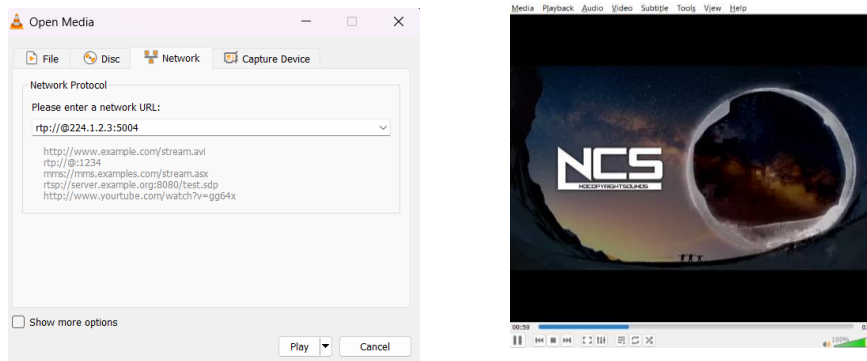 Open Media
File Disc Network Capture Device
Network Protocol
Please enter a network URL:
rtp://@224.1.2.3:5004
http://www.example.com/stream.avi
rtp://@:1234
mms://mms.examples.com/stream.asx
rtsp://server.example.org:8080/test.sdp
http://www.yourtube.com/watch?v=gg64x
Show more options
Play Cancel
Media Playback Audio Video Subtitle Tools View Help
NCS
NOCOPYRIGHTSOUNDS
00:59
100%